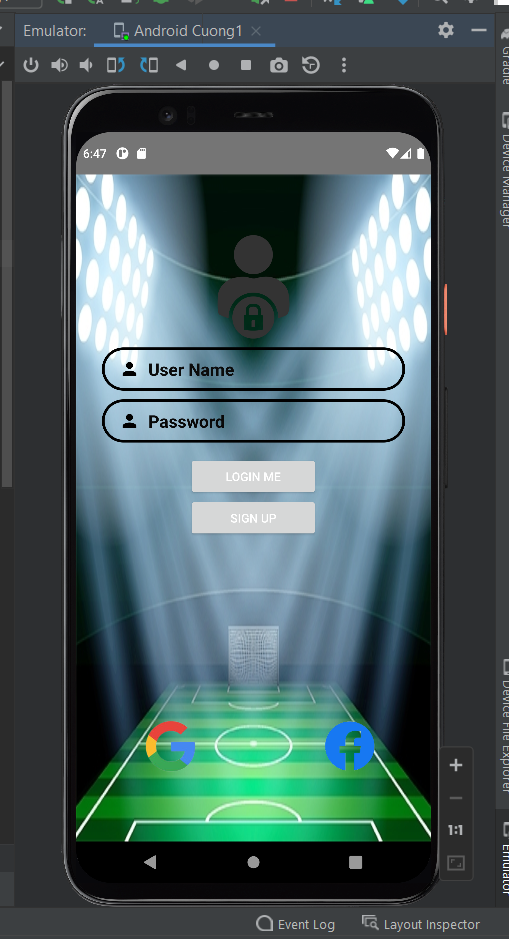 Emulator: Android Cuong1
Gradle
Device Manager
6:47
User Name
Password
LOGIN ME
SIGN UP
Device File Explorer
1:1
Emulator
Event Log Layout Inspector